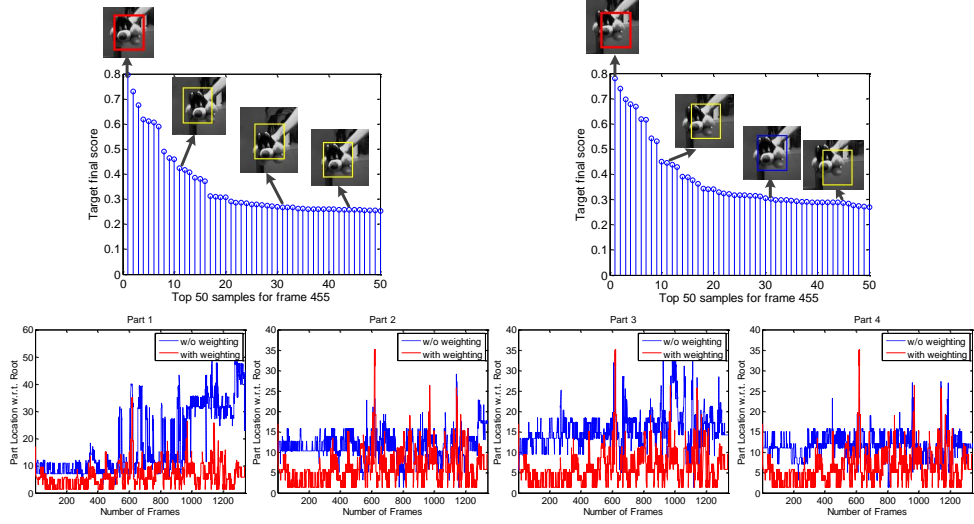 Target final score
0.8
0.7
0.6
0.5
0.4
0.3
0.2
0.1
0
0 10 20 30 40 50
Top 50 samples for frame 455
Target final score
0.8
0.7
0.6
0.5
0.4
0.3
0.2
0.1
0
0 10 20 30 40 50
Top 50 samples for frame 455
Part 1
Part Location w.r.t. Root
60
50
40
30
20
10
0
w/o weighting
with weighting
200 400 600 800 1000 1200
Number of Frames
Part 2
Part Location w.r.t. Root
40
35
30
25
20
15
10
5
0
w/o weighting
with weighting
200 400 600 800 1000 1200
Number of Frames
Part 3
Part Location w.r.t. Root
40
35
30
25
20
15
10
5
0
w/o weighting
with weighting
200 400 600 800 1000 1200
Number of Frames
Part 4
Part Location w.r.t. Root
40
35
30
25
20
15
10
5
0
w/o weighting
with weighting
200 400 600 800 1000 1200
Number of Frames